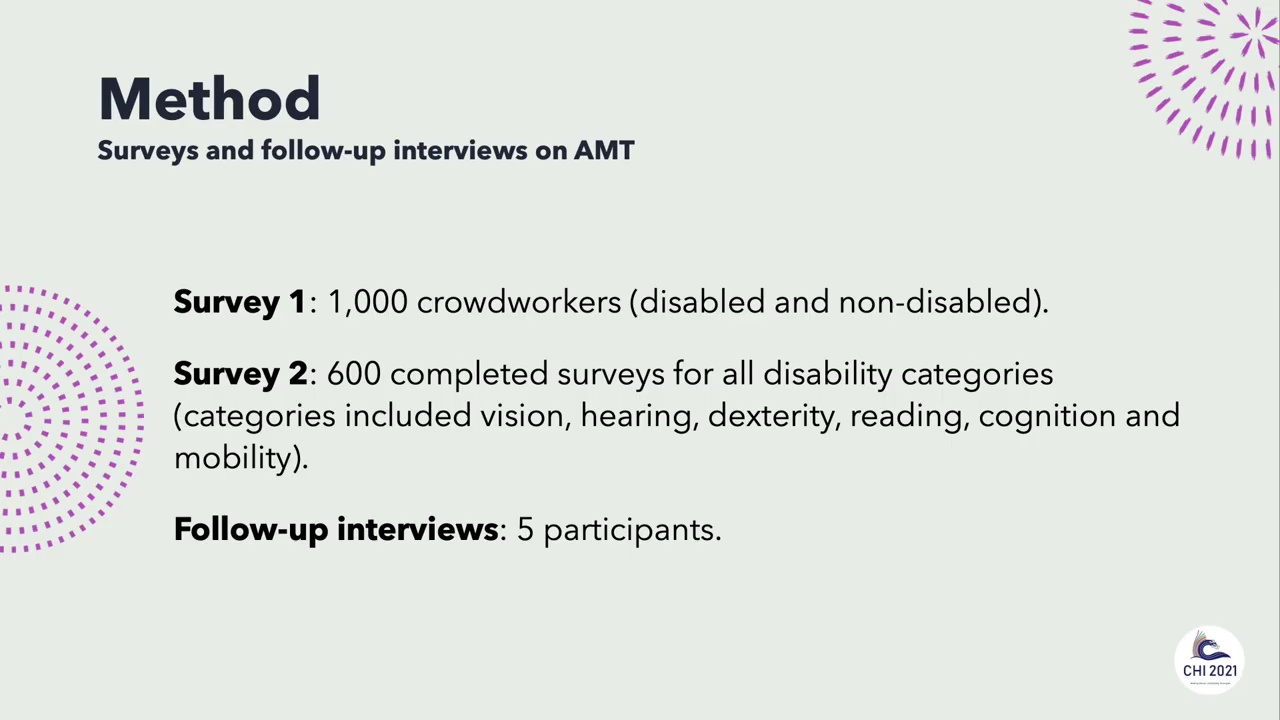 Method
Surveys and follow-up interviews on AMT
Survey 1: 1,000 crowdworkers (disabled and non-disabled).
Survey 2: 600 completed surveys for all disability categories
(categories included vision, hearing, dexterity, reading, cognition and
mobility).
Follow-up interviews: 5 participants.
CHI 2021